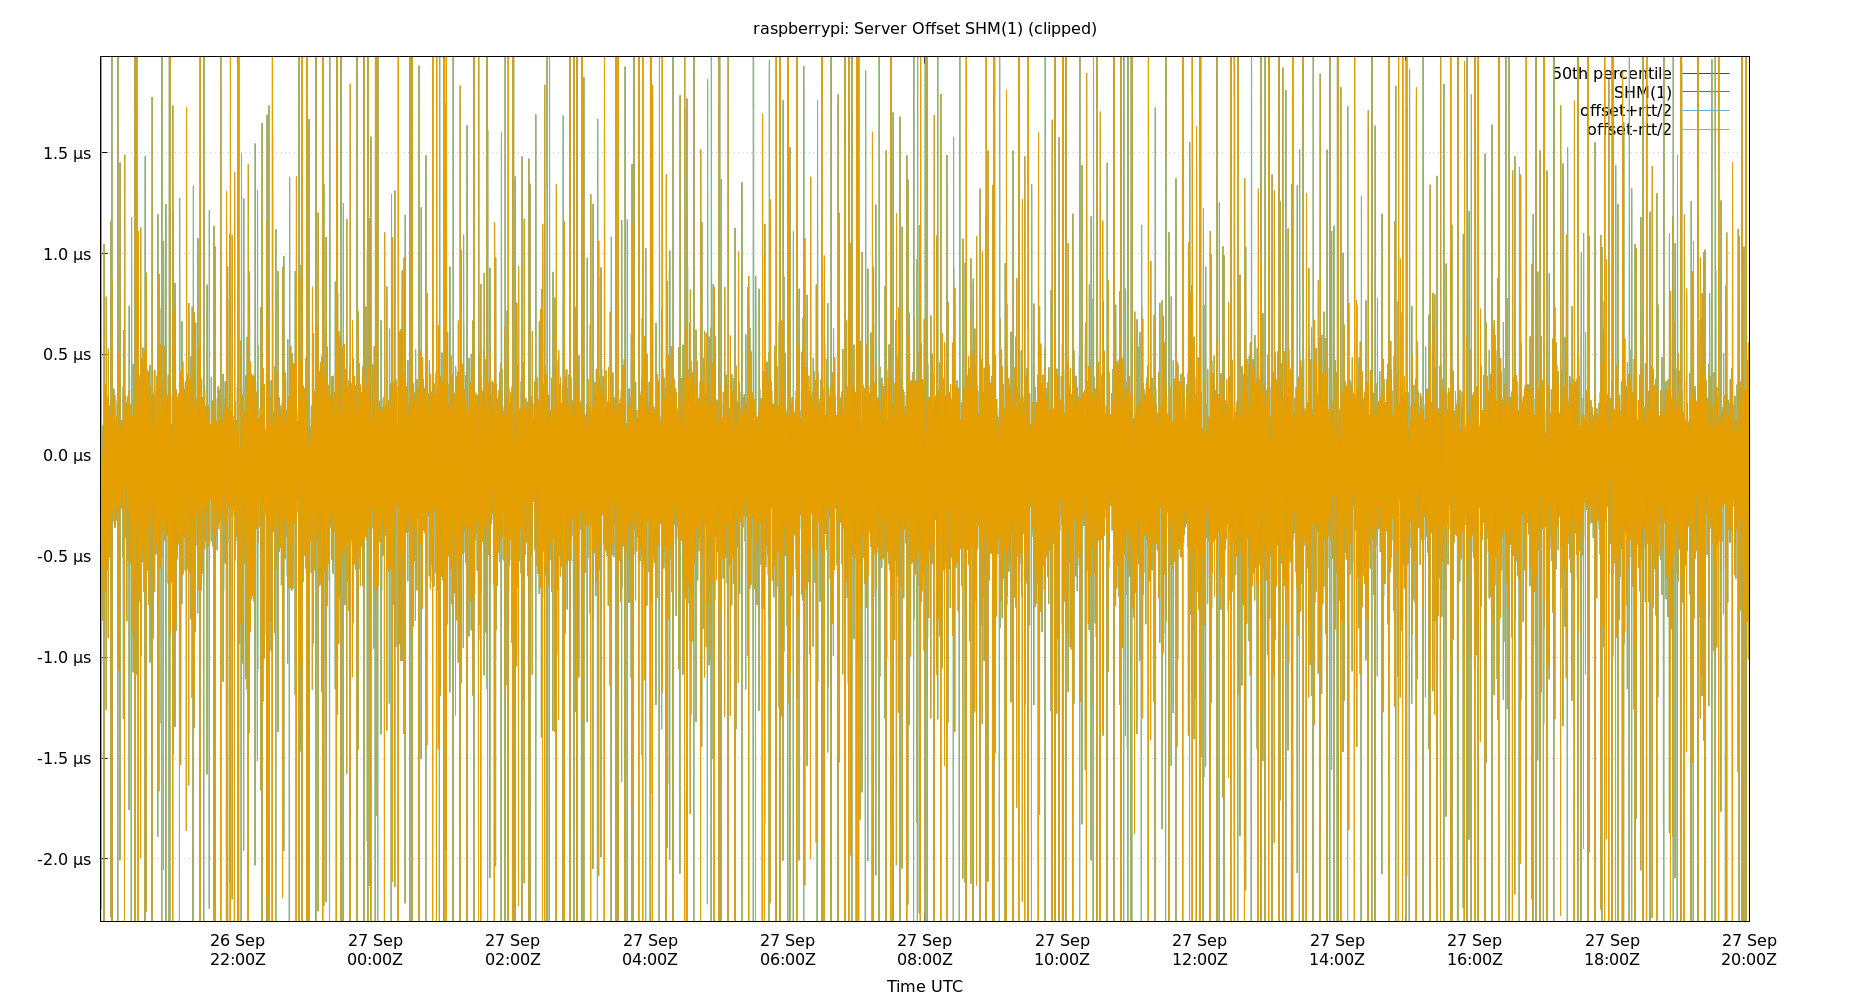 raspberrypi: Server Offset SHM(1) (clipped)
50th percentile
SHM(1)
offset+rtt/2
offset-rtt/2
1.5 µs
1.0 µs
0.5 µs
0.0 µs
-0.5 µs
-1.0 µs
-1.5 µs
-2.0 µs
26 Sep 27 Sep 27 Sep 27 Sep 27 Sep 27 Sep 27 Sep 27 Sep 27 Sep 27 Sep 27 Sep 27 Sep
22:00Z 00:00Z 02:00Z 04:00Z 06:00Z 08:00Z 10:00Z 12:00Z 14:00Z 16:00Z 18:00Z 20:00Z
Time UTC